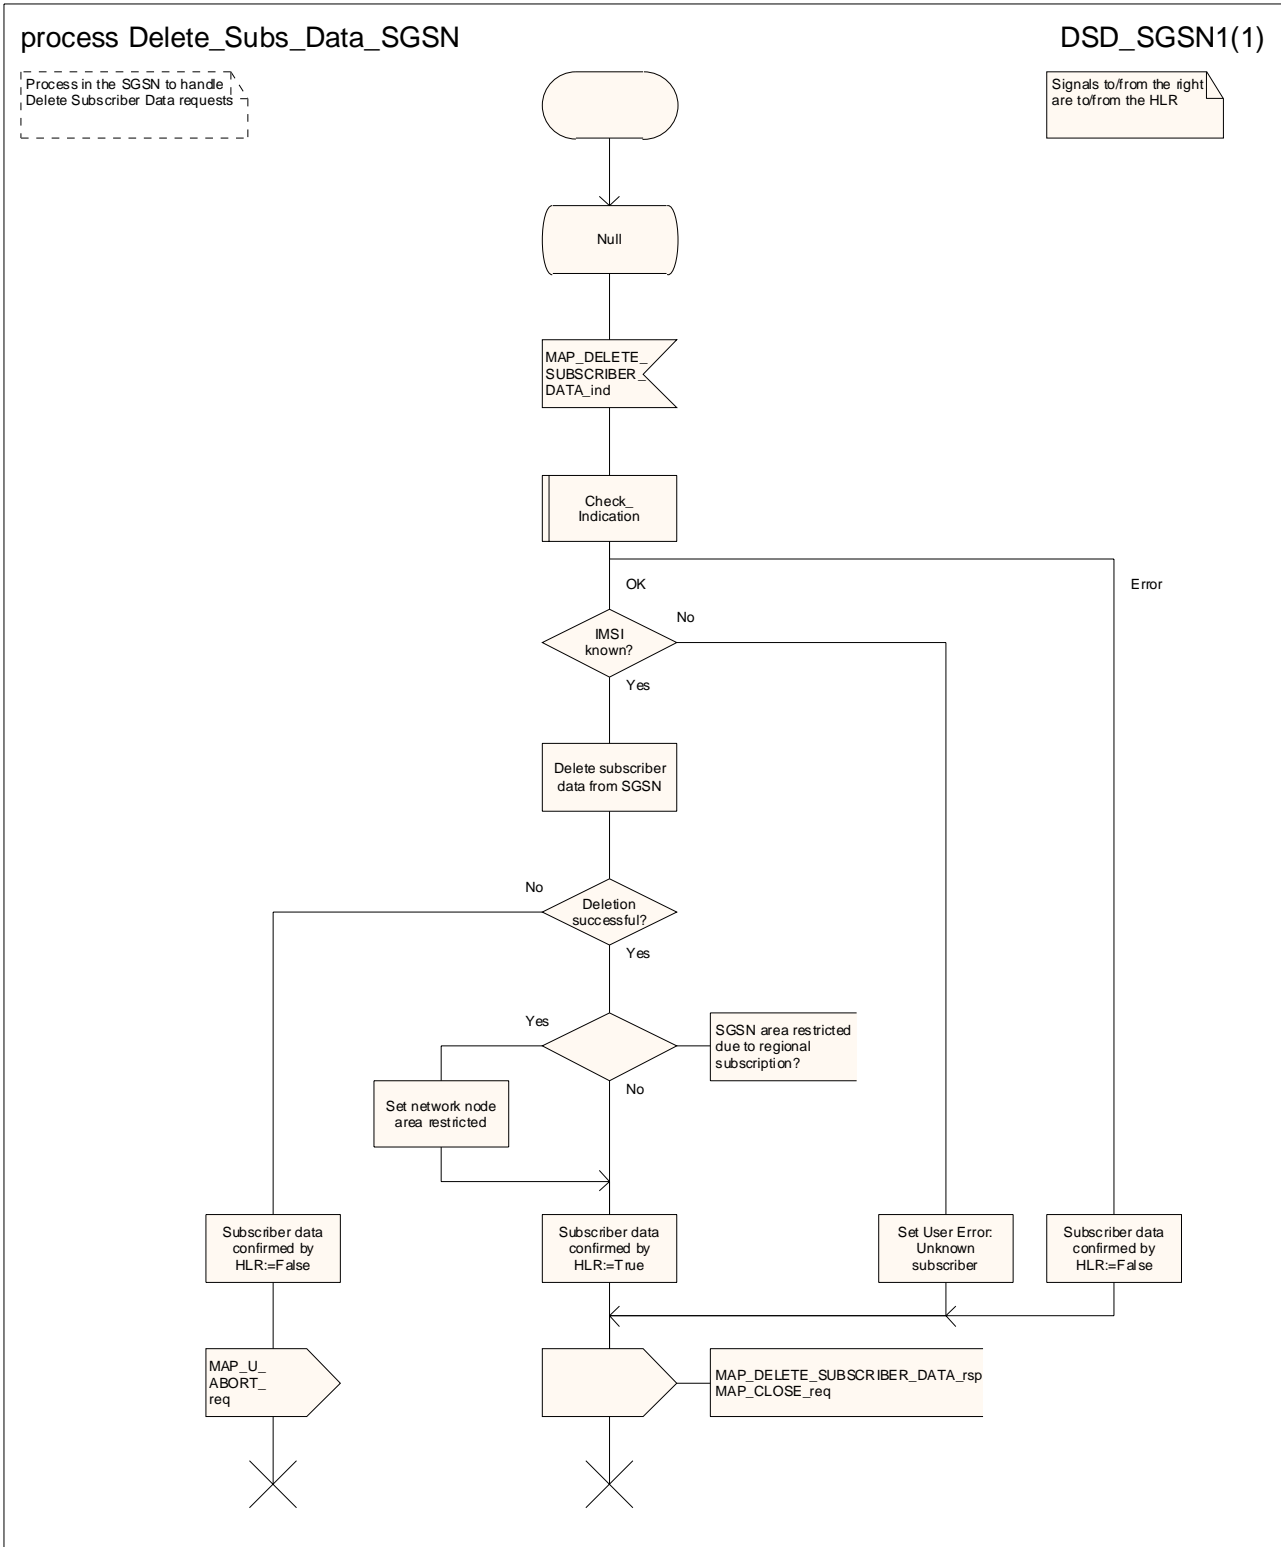 process Delete_Subs_Data_SGSN
DSD_SGSN1(1)
Process in the SGSN to handle
Delete Subscriber Data requests
Signals to/from the right
are to/from the HLR
Null
MAP_DELETE_
SUBSCRIBER_
DATA_ind
Check_
Indication
OK
Error
IMSI
known?
No
Yes
Delete subscriber
data from SGSN
No
Deletion
successful?
Yes
Yes
SGSN area restricted
due to regional
subscription?
No
Set network node
area restricted
Subscriber data
confirmed by
HLR:=False
Subscriber data
confirmed by
HLR:=True
Set User Error:
Unknown
subscriber
Subscriber data
confirmed by
HLR:=False
MAP_U_
ABORT_
req
MAP_DELETE_SUBSCRIBER_DATA_rsp
MAP_CLOSE_req